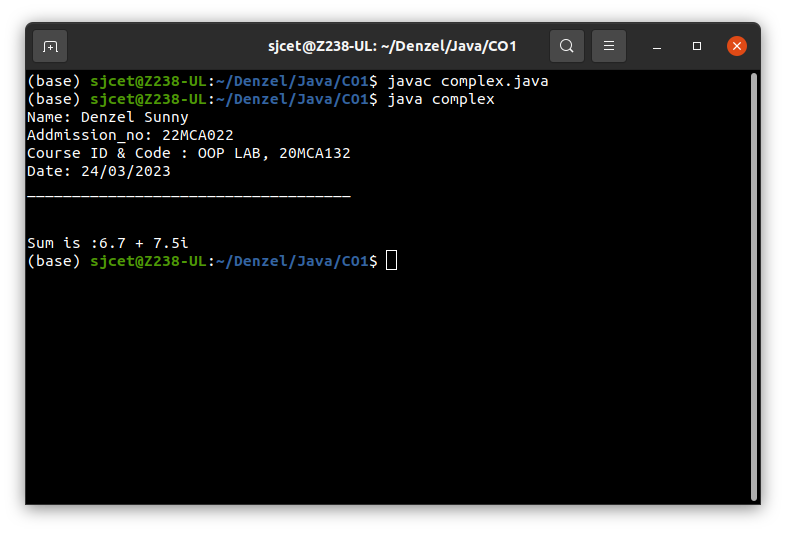 sjcet@Z238-UL: ~/Denzel/Java/CO1
(base) sjcet@Z238-UL:~/Denzel/Java/CO1$ javac complex.java
(base) sjcet@Z238-UL:~/Denzel/Java/CO1$ java complex
Name: Denzel Sunny
Addmission_no: 22MCA022
Course ID & Code : OOP LAB, 20MCA132
Date: 24/03/2023
____________________________________
Sum is :6.7 + 7.5i
(base) sjcet@Z238-UL:~/Denzel/Java/CO1$